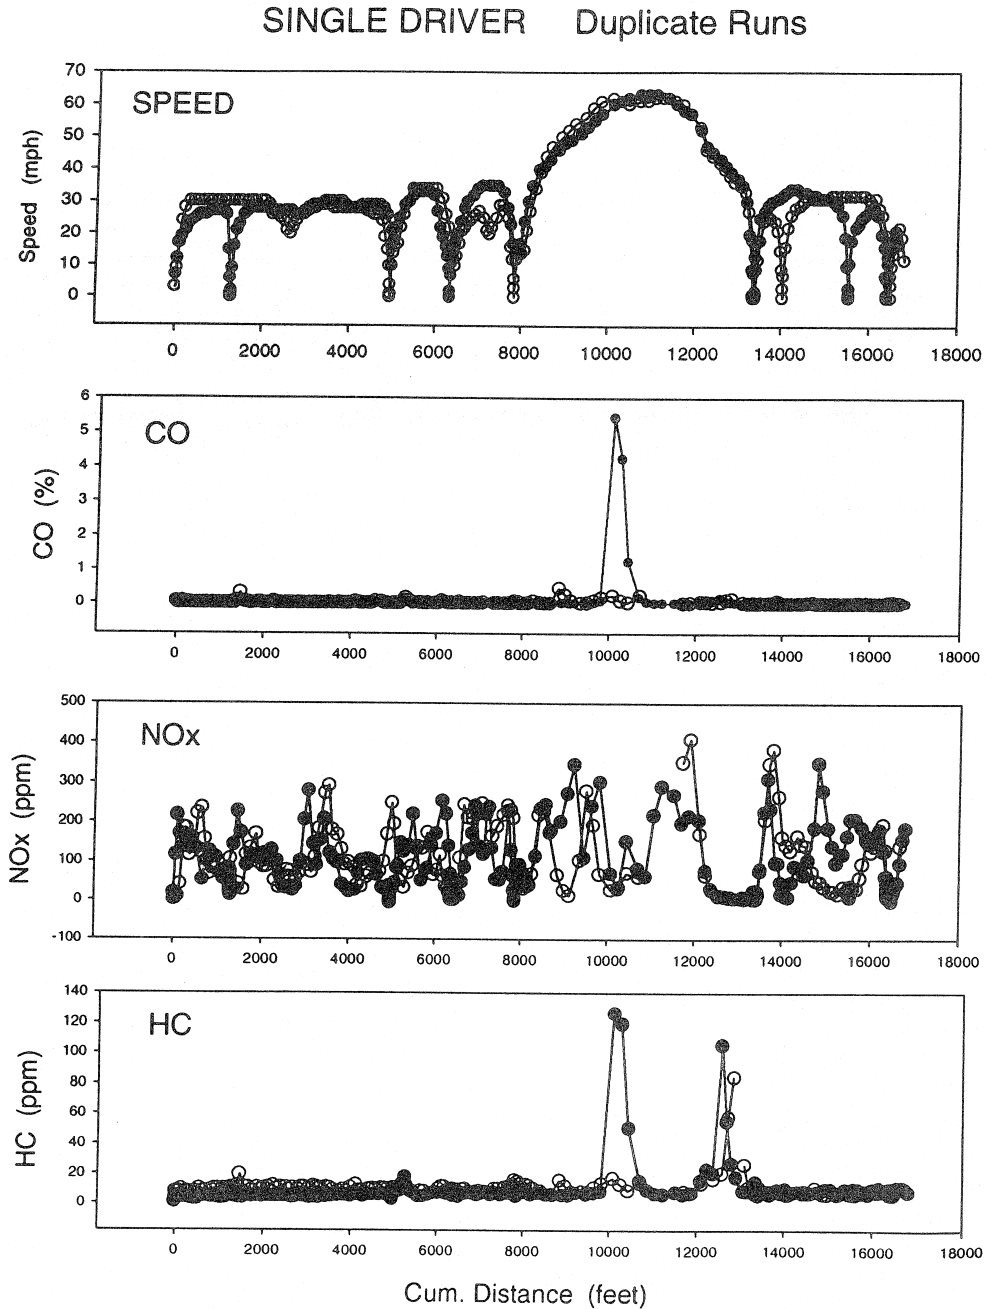 SINGLE DRIVER Duplicate Runs
SPEED
Speed (mph)
70
60
50
40
30
20
10
0
0 2000 4000 6000 8000 10000 12000 14000 16000 18000
CO
CO (%)
6
5
4
3
2
1
0
0 2000 4000 6000 8000 10000 12000 14000 16000 18000
NOx
NOx (ppm)
500
400
300
200
100
0
-100
0 2000 4000 6000 8000 10000 12000 14000 16000 18000
HC
HC (ppm)
140
120
100
80
60
40
20
0
0 2000 4000 6000 8000 10000 12000 14000 16000 18000
Cum. Distance (feet)